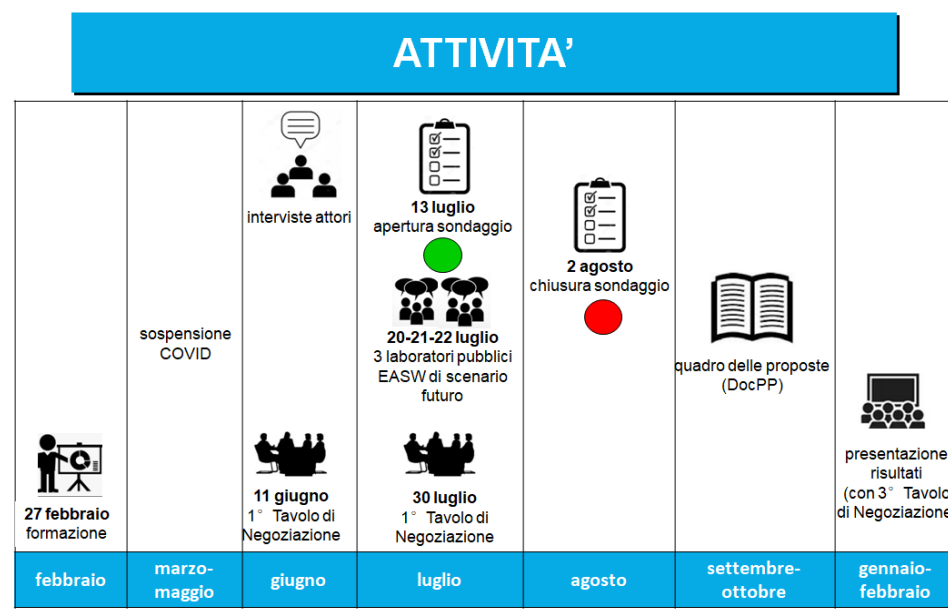 ATTIVITA’
27 febbraio
formazione
sospensione
COVID
interviste attori
11 giugno
1° Tavolo di
Negoziazione
13 luglio
apertura sondaggio
20-21-22 luglio
3 laboratori pubblici
EASW di scenario
futuro
30 luglio
1° Tavolo di
Negoziazione
2 agosto
chiusura sondaggio
quadro delle proposte
(DocPP)
presentazione
risultati
(con 3° Tavolo
di Negoziazione
febbraio
marzo-
maggio
giugno
luglio
agosto
settembre-
ottobre
gennaio-
febbraio